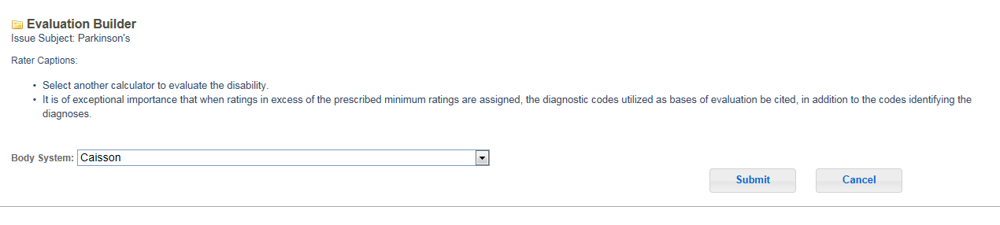 Evaluation Builder
Issue Subject: Parkinson's
Rater Captions:
• Select another calculator to evaluate the disability.
• It is of exceptional importance that when ratings in excess of the prescribed minimum ratings are assigned, the diagnostic codes utilized as bases of evaluation be cited, in addition to the codes identifying the
diagnoses.
Body System: Caisson
Submit Cancel